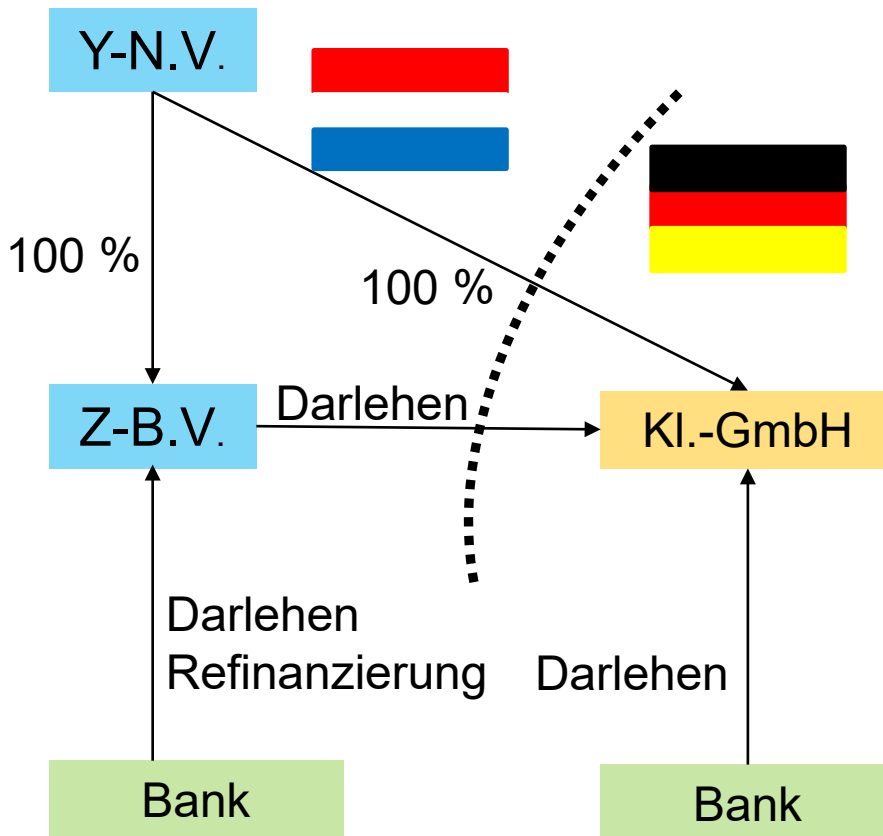 Y-N.V.
100 %
100 %
Z-B.V.
Darlehen
Kl.-GmbH
Darlehen
Refinanzierung
Darlehen
Bank
Bank